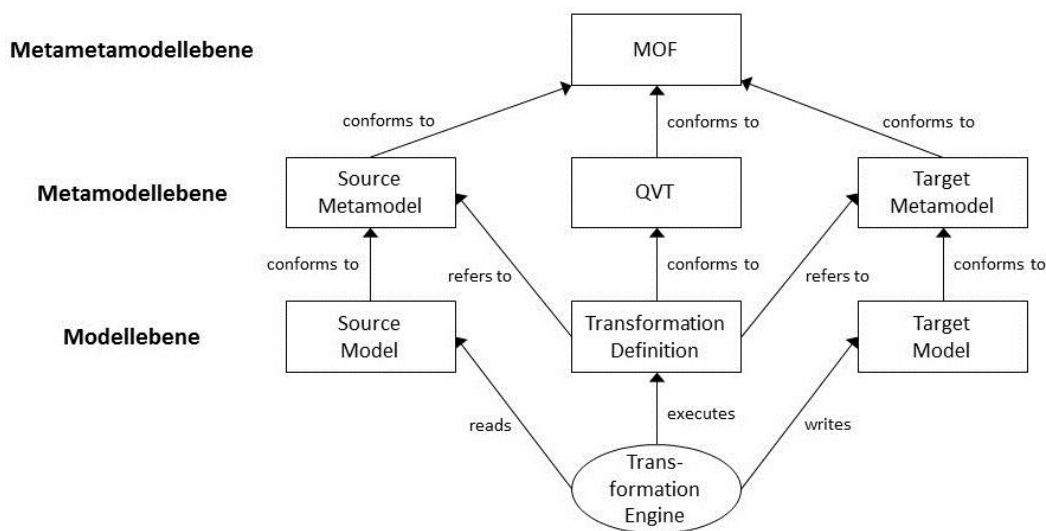 Metametamodellebene
MOF
conforms to
conforms to
conforms to
Metamodellebene
Source
Metamodel
QVT
Target
Metamodel
conforms to
refers to
conforms to
refers to
conforms to
Modellebene
Source
Model
Transformation
Definition
Target
Model
reads
executes
writes
Trans-
formation
Engine